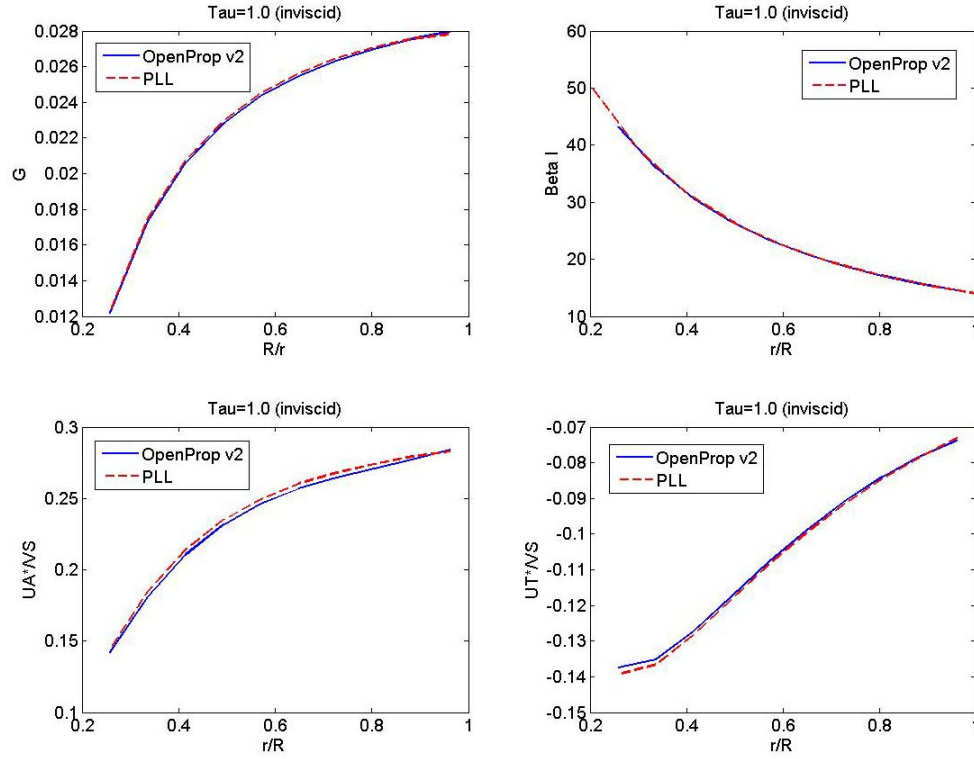 Tau=1.0 (inviscid)
0.028
0.026
0.024
0.022
0.02
0.018
0.016
0.014
0.012
G
OpenProp v2
PLL
0.2 0.4 0.6 0.8 1
R/r
Tau=1.0 (inviscid)
60
50
40
30
20
10
Beta I
OpenProp v2
PLL
0.2 0.4 0.6 0.8 1
r/R
Tau=1.0 (inviscid)
0.3
0.25
0.2
0.15
0.1
UA*/VS
OpenProp v2
PLL
0.2 0.4 0.6 0.8 1
r/R
Tau=1.0 (inviscid)
-0.07
-0.08
-0.09
-0.1
-0.11
-0.12
-0.13
-0.14
-0.15
UT*/VS
OpenProp v2
PLL
0.2 0.4 0.6 0.8 1
r/R